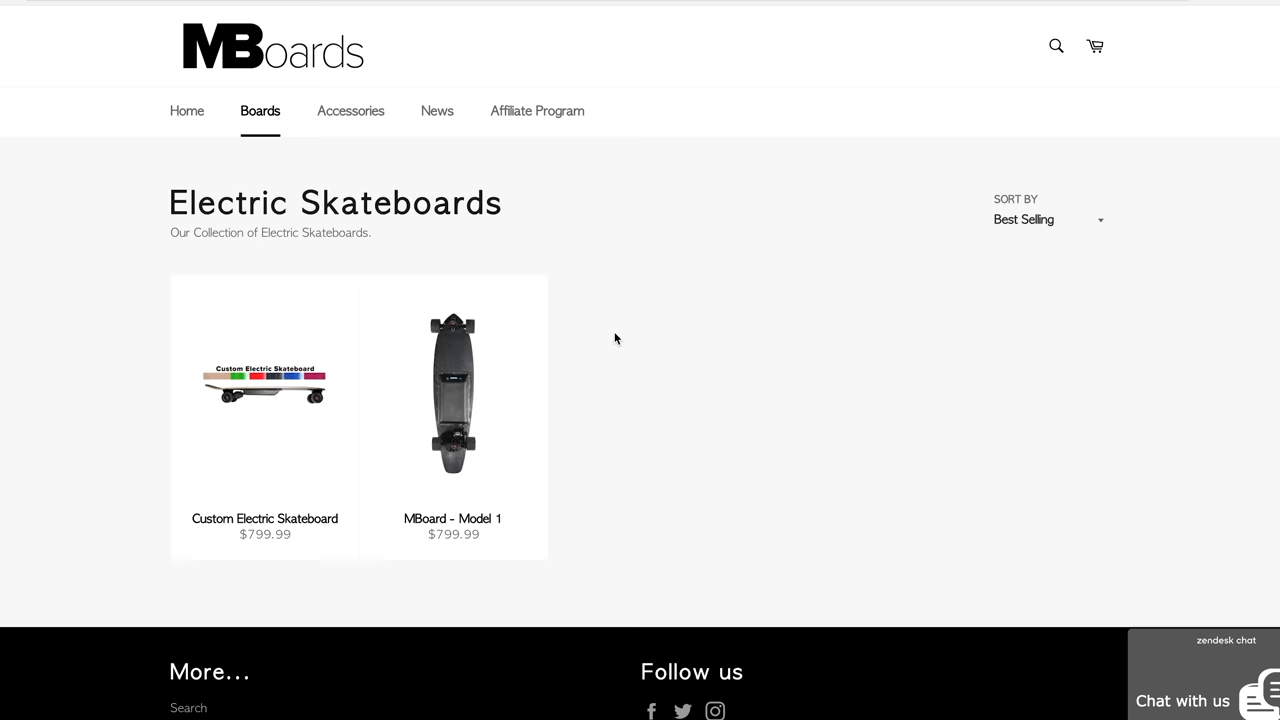 MBoards
Home
Boards
Accessories
News
Affiliate Program
Electric Skateboards
Our Collection of Electric Skateboards.
SORT BY
Best Selling
Custom Electric Skateboard
Custom Electric Skateboard
$799.99
MBoard - Model 1
$799.99
More...
Search
Follow us
zendesk chat
Chat with us